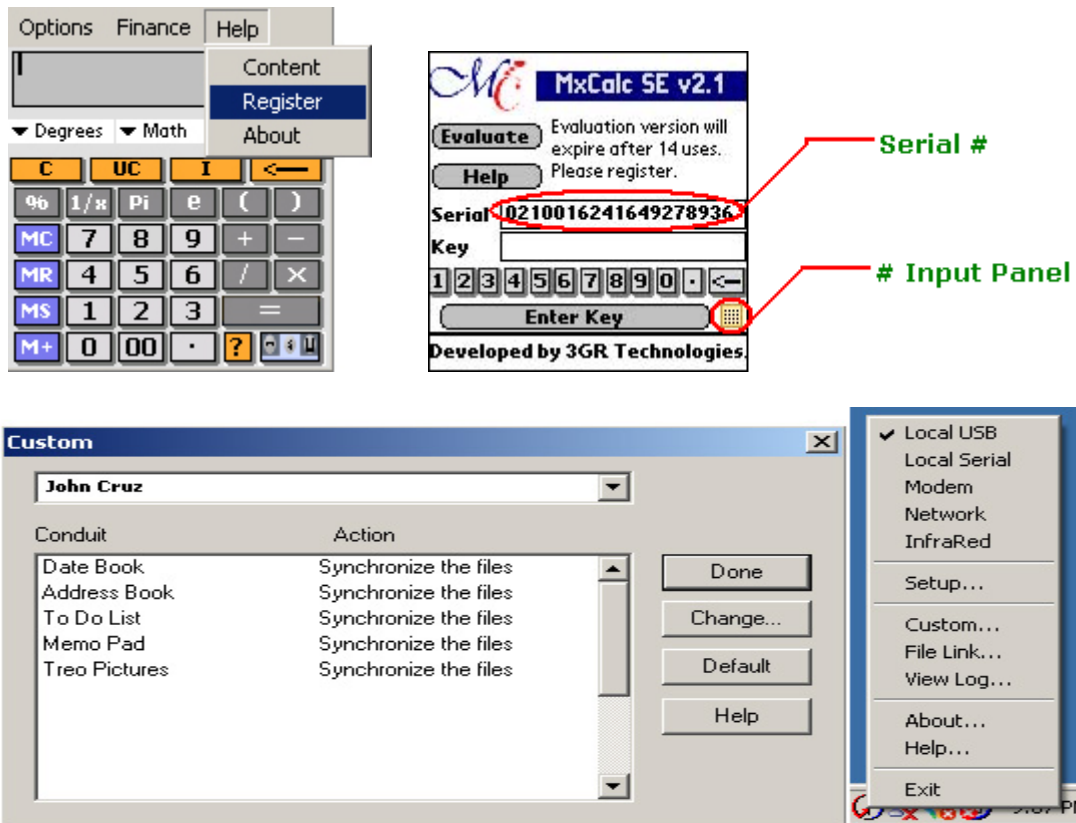 Options Finance Help
Content
Register
About
Degrees Math
C UC I
% 1/x Pi e ( )
MC 7 8 9 + −
MR 4 5 6 / ×
MS 1 2 3 =
M+ 0 00 · ?
MxCalc SE v2.1
Evaluate
Evaluation version will
expire after 14 uses.
Please register.
Help
Serial 0210016241649278936
Key
1 2 3 4 5 6 7 8 9 0 ·
Enter Key
Developed by 3GR Technologies.
Serial #
# Input Panel
Custom
John Cruz
Conduit Action
Date Book Synchronize the files
Address Book Synchronize the files
To Do List Synchronize the files
Memo Pad Synchronize the files
Treo Pictures Synchronize the files
Done
Change...
Default
Help
Local USB
Local Serial
Modem
Network
InfraRed
Setup...
Custom...
File Link...
View Log...
About...
Help...
Exit